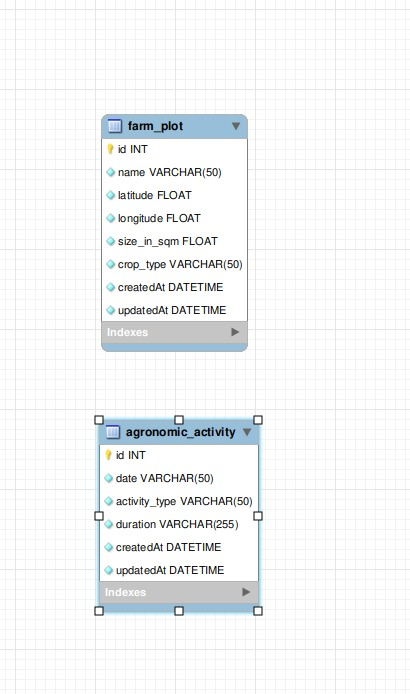 farm_plot
id INT
name VARCHAR(50)
latitude FLOAT
longitude FLOAT
size_in_sqm FLOAT
crop_type VARCHAR(50)
createdAt DATETIME
updatedAt DATETIME
Indexes
agronomic_activity
id INT
date VARCHAR(50)
activity_type VARCHAR(50)
duration VARCHAR(255)
createdAt DATETIME
updatedAt DATETIME
Indexes